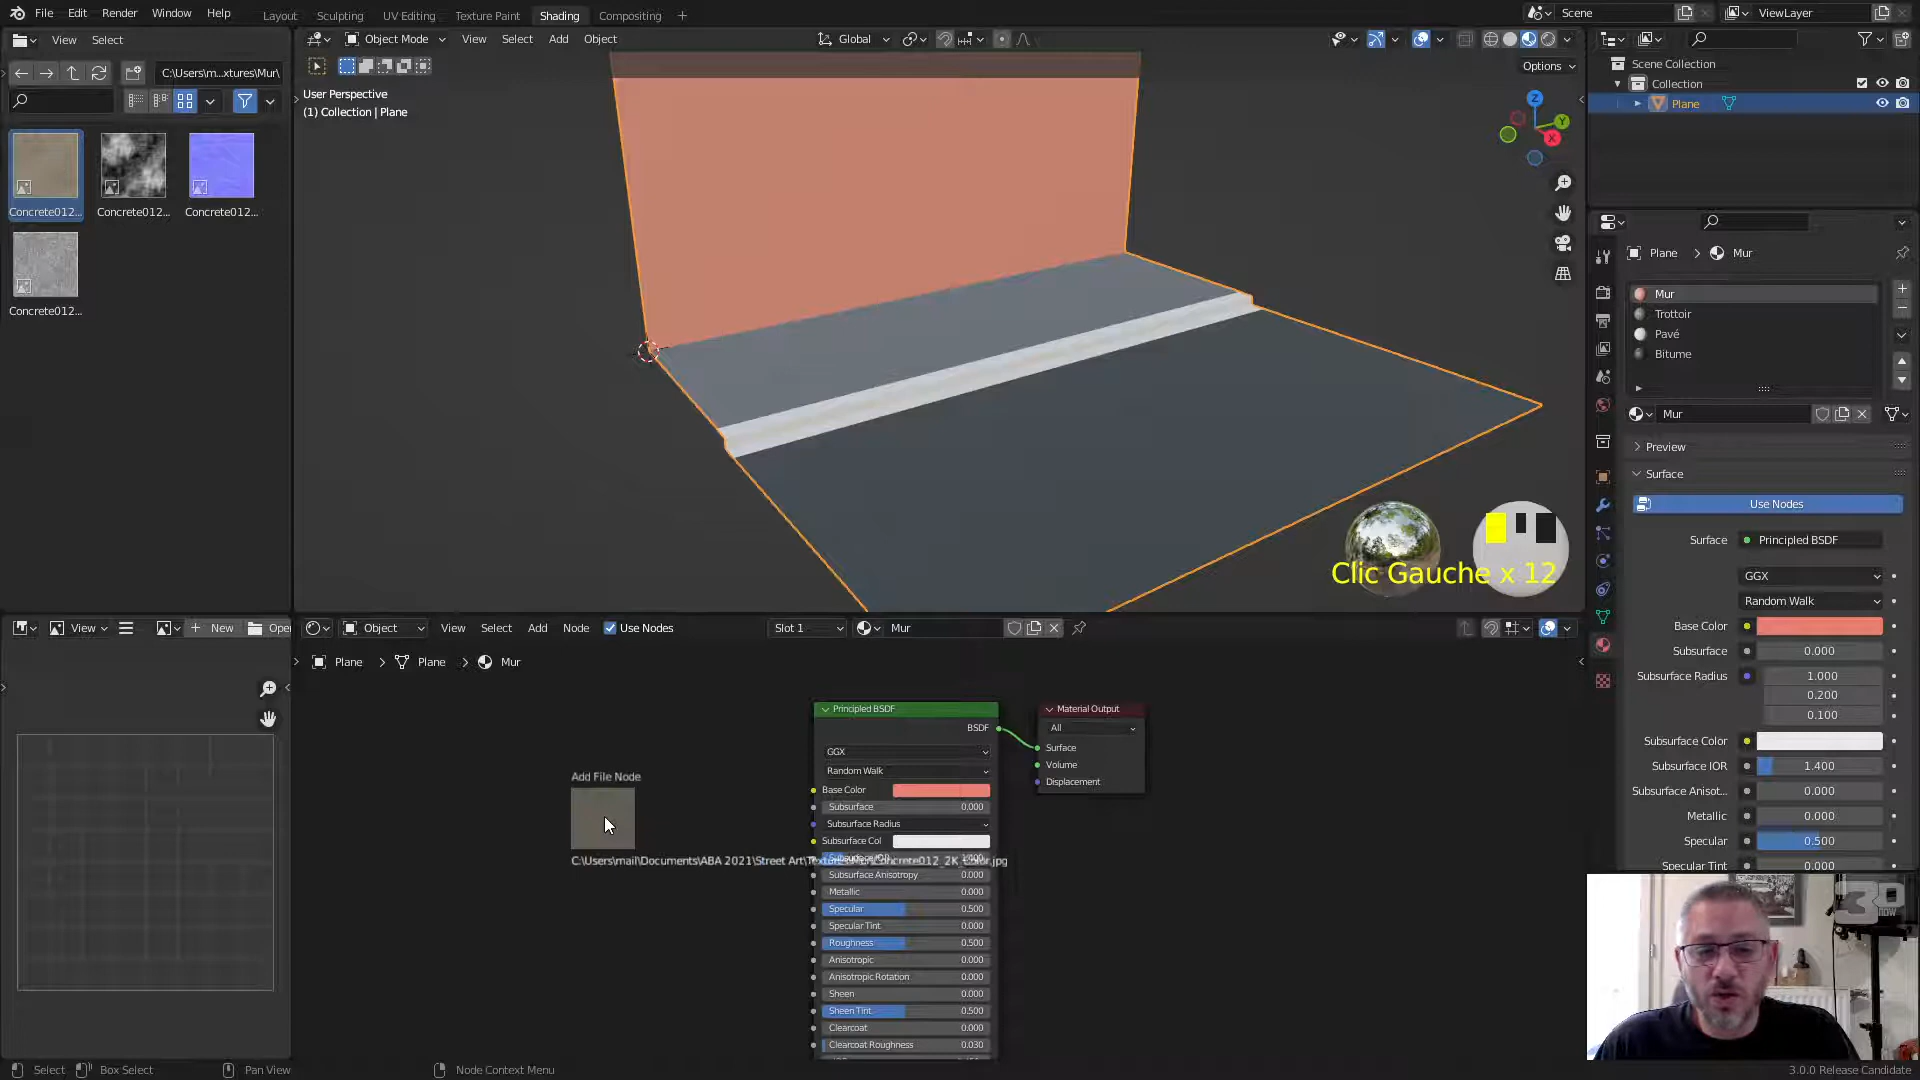 File Edit Render Window Help
Layout Sculpting UV Editing Texture Paint Shading Compositing +
Scene ViewLayer
View Select
Object Mode View Select Add Object
Global
Options
C:\Users\m...xtures\Mur\
User Perspective
(1) Collection | Plane
Z Y X
Concrete012... Concrete012... Concrete012...
Concrete012...
Scene Collection
Collection
Plane
Plane > Mur
Mur
Trottoir
Pavé
Bitume
Mur
Preview
Surface
Use Nodes
Surface Principled BSDF
GGX
Random Walk
Base Color
Subsurface 0.000
Subsurface Radius 1.000
0.200
0.100
Subsurface Color
Subsurface IOR 1.400
Subsurface Anisot... 0.000
Metallic 0.000
Specular 0.500
Specular Tint 0.000
Clic Gauche x 12
View New Open
Object View Select Add Node Use Nodes Slot 1 Mur
Plane > Plane > Mur
Add File Node
C:\Users\mail\Documents\ABA 2021\Street Art\Textures\Mur\Concrete012_2K_Color.jpg
Principled BSDF
BSDF
GGX
Random Walk
Base Color
Subsurface 0.000
Subsurface Radius
Subsurface Col
Subsurface IOR 1.400
Subsurface Anisotropy 0.000
Metallic 0.000
Specular 0.500
Specular Tint 0.000
Roughness 0.500
Anisotropic 0.000
Anisotropic Rotation 0.000
Sheen 0.000
Sheen Tint 0.500
Clearcoat 0.000
Clearcoat Roughness 0.030
Material Output
All
Surface
Volume
Displacement
Select Box Select Pan View Node Context Menu
3.0.0 Release Candidate